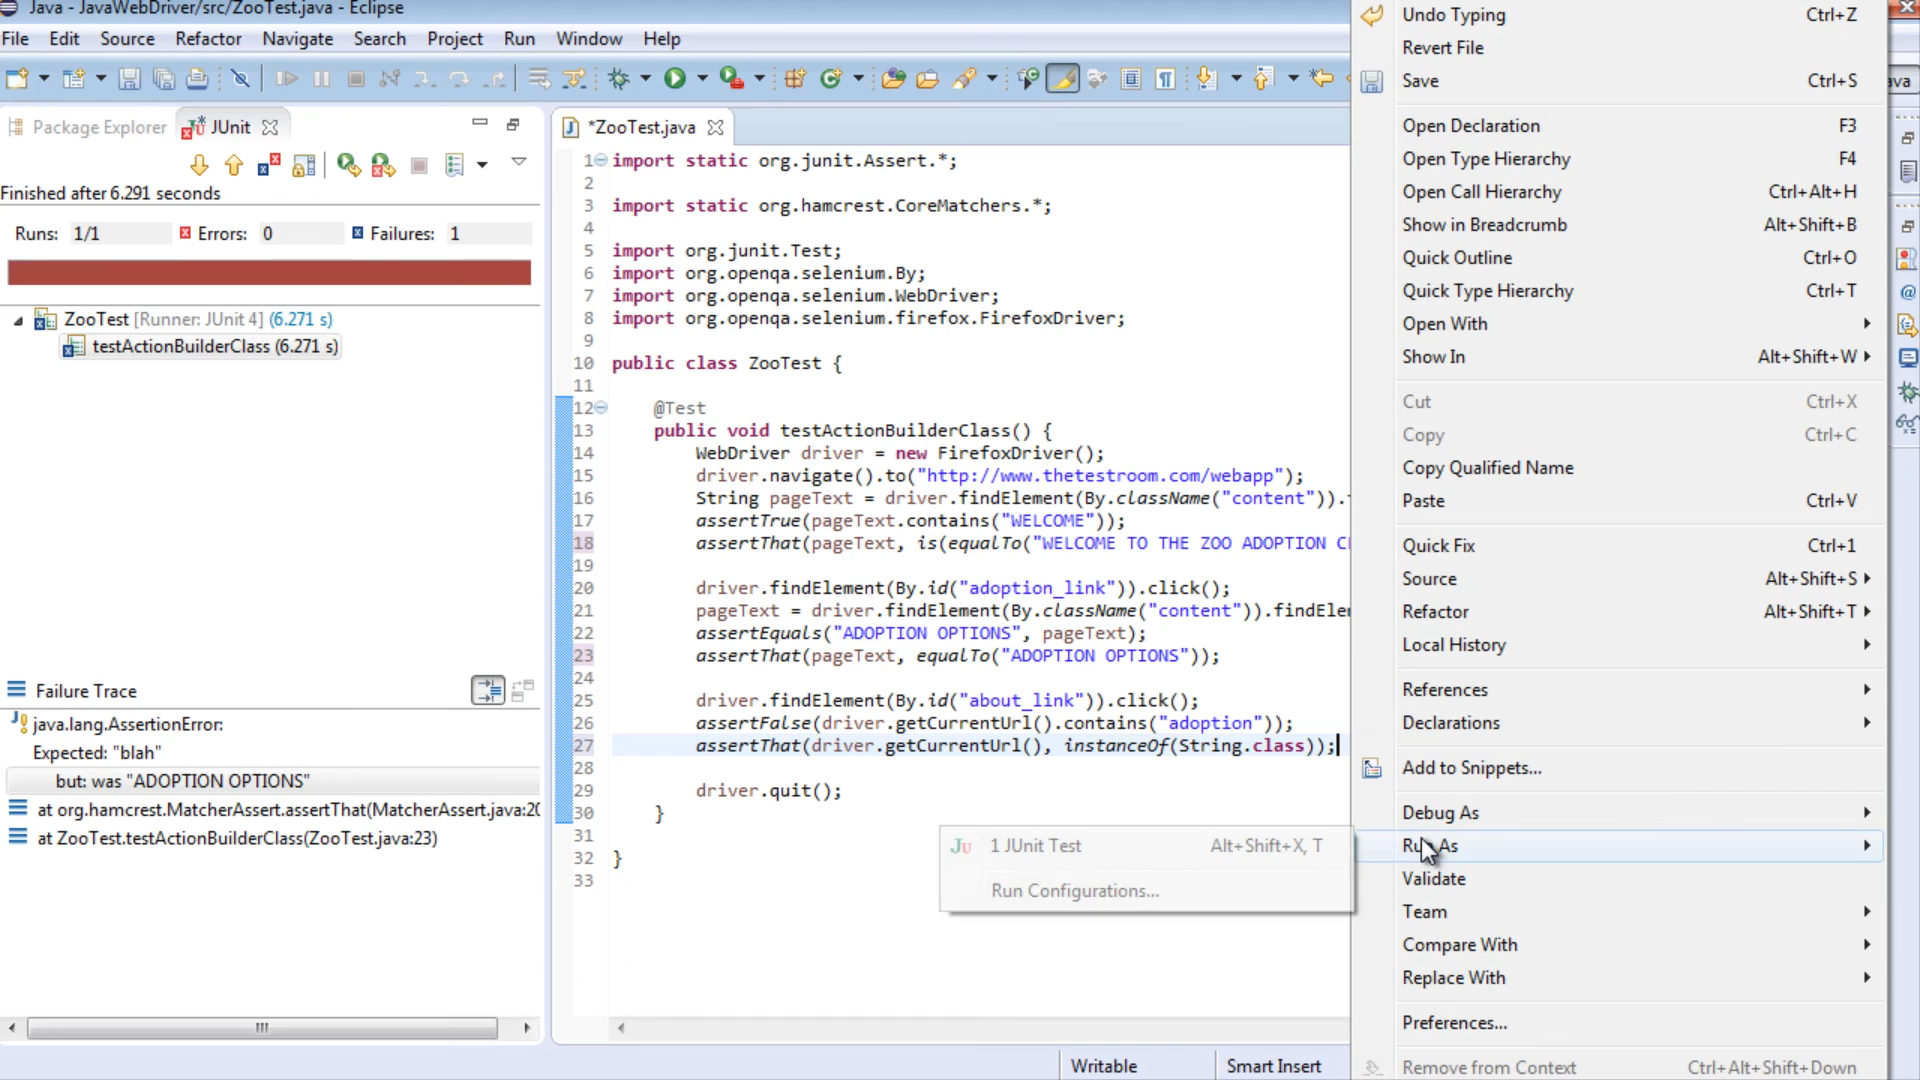 Java - JavaWebDriver/src/ZooTest.java - Eclipse
File Edit Source Refactor Navigate Search Project Run Window Help
Package Explorer JUnit
Finished after 6.291 seconds
Runs: 1/1 Errors: 0 Failures: 1
ZooTest [Runner: JUnit 4] (6.271 s)
testActionBuilderClass (6.271 s)
Failure Trace
java.lang.AssertionError:
Expected: "blah"
but: was "ADOPTION OPTIONS"
at org.hamcrest.MatcherAssert.assertThat(MatcherAssert.java:20
at ZooTest.testActionBuilderClass(ZooTest.java:23)
*ZooTest.java
1 import static org.junit.Assert.*;
2
3 import static org.hamcrest.CoreMatchers.*;
4
5 import org.junit.Test;
6 import org.openqa.selenium.By;
7 import org.openqa.selenium.WebDriver;
8 import org.openqa.selenium.firefox.FirefoxDriver;
9
10 public class ZooTest {
11
12 @Test
13 public void testActionBuilderClass() {
14 WebDriver driver = new FirefoxDriver();
15 driver.navigate().to("http://www.thetestroom.com/webapp");
16 String pageText = driver.findElement(By.className("content")).
17 assertTrue(pageText.contains("WELCOME"));
18 assertThat(pageText, is(equalTo("WELCOME TO THE ZOO ADOPTION C
19
20 driver.findElement(By.id("adoption_link")).click();
21 pageText = driver.findElement(By.className("content")).findEle
22 assertEquals("ADOPTION OPTIONS", pageText);
23 assertThat(pageText, equalTo("ADOPTION OPTIONS"));
24
25 driver.findElement(By.id("about_link")).click();
26 assertFalse(driver.getCurrentUrl().contains("adoption"));
27 assertThat(driver.getCurrentUrl(), instanceOf(String.class));
28
29 driver.quit();
30 }
31
32 }
33
1 JUnit Test Alt+Shift+X, T
Run Configurations...
Writable Smart Insert
Undo Typing Ctrl+Z
Revert File
Save Ctrl+S
Open Declaration F3
Open Type Hierarchy F4
Open Call Hierarchy Ctrl+Alt+H
Show in Breadcrumb Alt+Shift+B
Quick Outline Ctrl+O
Quick Type Hierarchy Ctrl+T
Open With
Show In Alt+Shift+W
Cut Ctrl+X
Copy Ctrl+C
Copy Qualified Name
Paste Ctrl+V
Quick Fix Ctrl+1
Source Alt+Shift+S
Refactor Alt+Shift+T
Local History
References
Declarations
Add to Snippets...
Debug As
Run As
Validate
Team
Compare With
Replace With
Preferences...
Remove from Context Ctrl+Alt+Shift+Down
ava